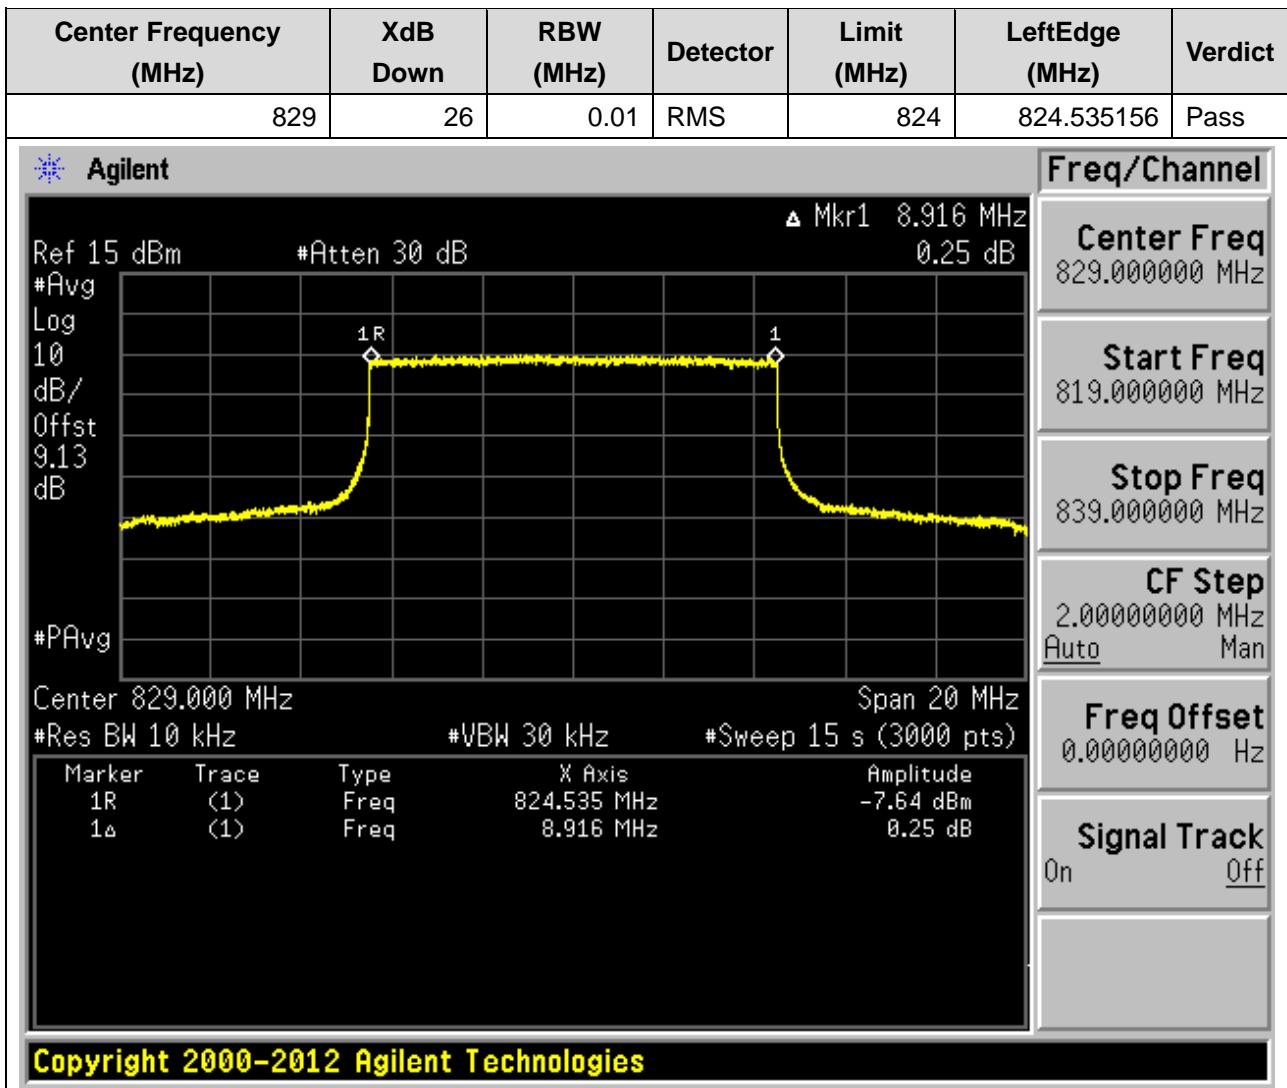 Center Frequency (MHz) XdB Down RBW (MHz) Detector Limit (MHz) LeftEdge (MHz) Verdict
829 26 0.01 RMS 824 824.535156 Pass
Agilent
Freq/Channel
Δ Mkr1 8.916 MHz
Ref 15 dBm #Atten 30 dB 0.25 dB
#Avg
Log
10
dB/
Offst
9.13
dB
1R 1
#PAvg
Center 829.000 MHz Span 20 MHz
#Res BW 10 kHz #VBW 30 kHz #Sweep 15 s (3000 pts)
Marker Trace Type X Axis Amplitude
1R (1) Freq 824.535 MHz -7.64 dBm
1Δ (1) Freq 8.916 MHz 0.25 dB
Center Freq
829.000000 MHz
Start Freq
819.000000 MHz
Stop Freq
839.000000 MHz
CF Step
2.00000000 MHz
Auto Man
Freq Offset
0.00000000 Hz
Signal Track
On Off
Copyright 2000-2012 Agilent Technologies